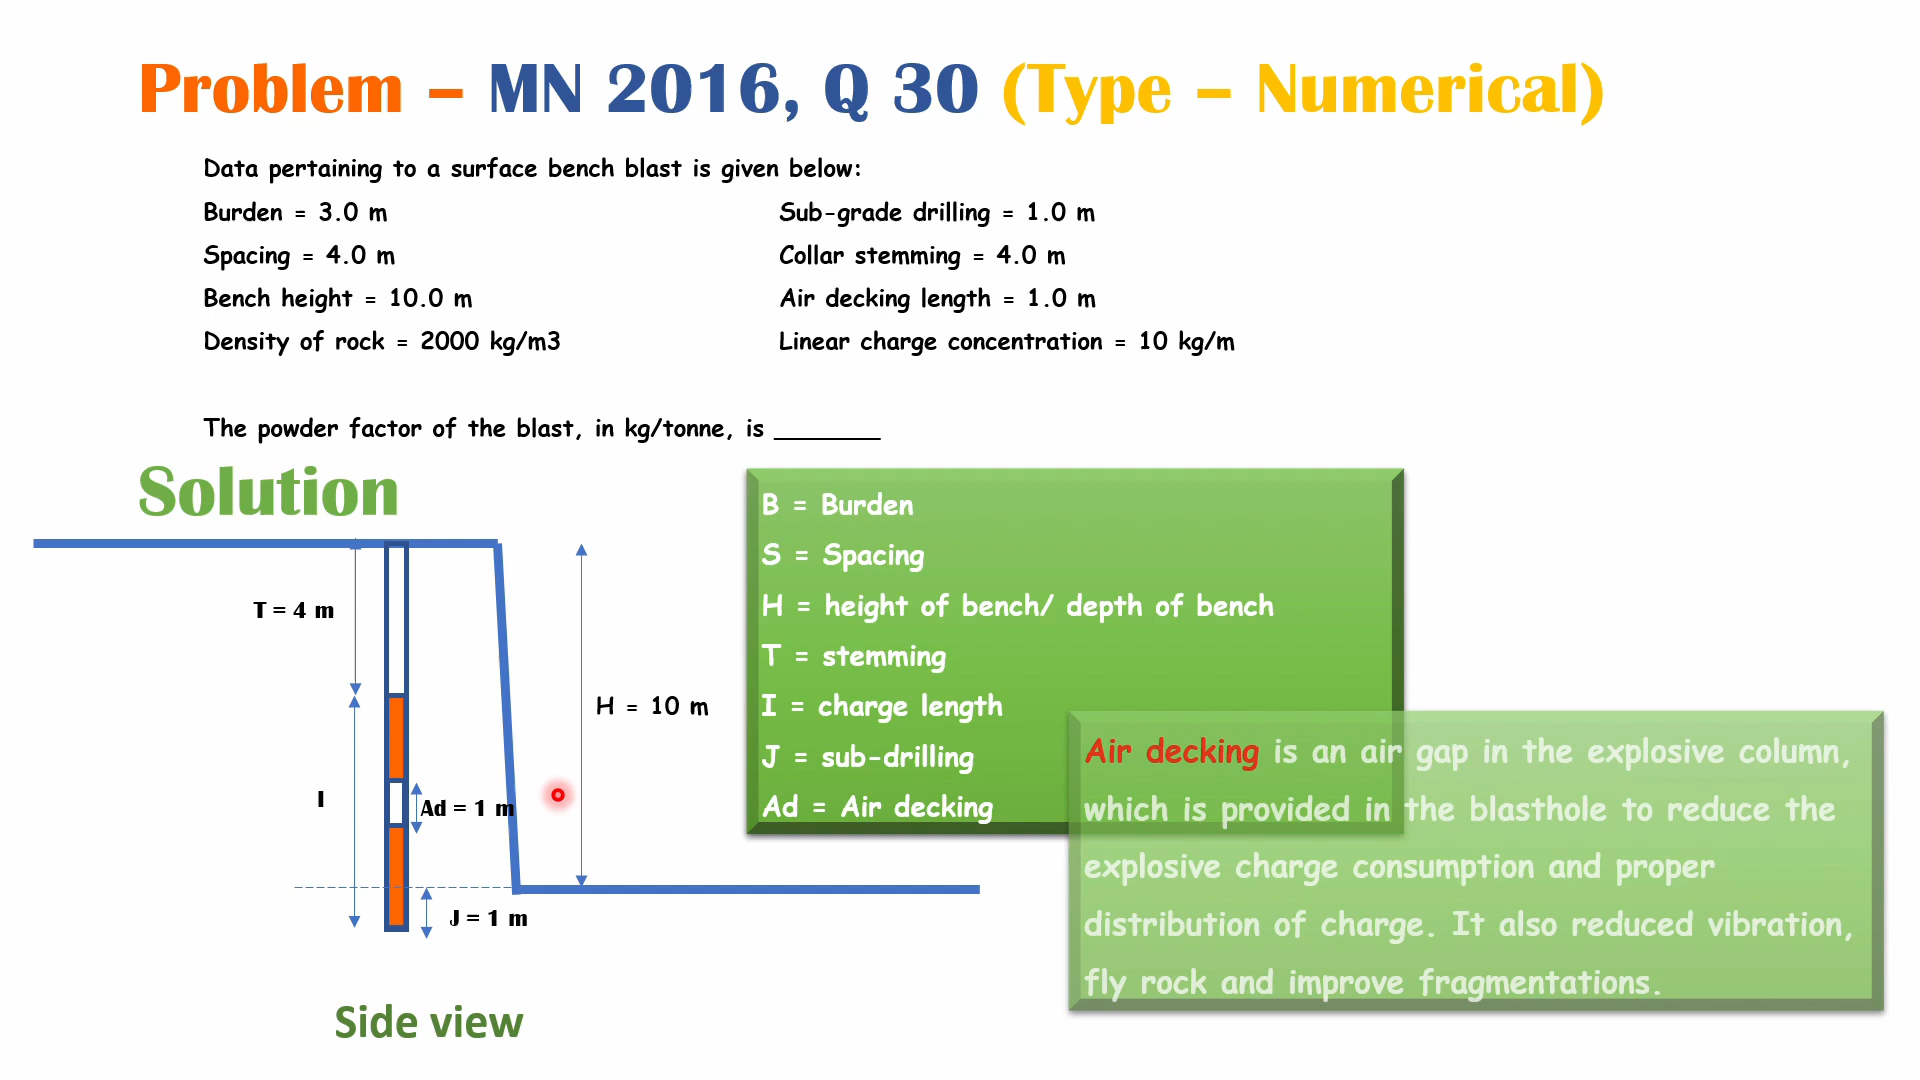 Problem – MN 2016, Q 30 (Type – Numerical)
Data pertaining to a surface bench blast is given below:
Burden = 3.0 m
Sub-grade drilling = 1.0 m
Spacing = 4.0 m
Collar stemming = 4.0 m
Bench height = 10.0 m
Air decking length = 1.0 m
Density of rock = 2000 kg/m3
Linear charge concentration = 10 kg/m
The powder factor of the blast, in kg/tonne, is _______
Solution
T = 4 m
I
Ad = 1 m
H = 10 m
J = 1 m
Side view
B = Burden
S = Spacing
H = height of bench/ depth of bench
T = stemming
I = charge length
J = sub-drilling
Ad = Air decking
Air decking is an air gap in the explosive column,
which is provided in the blasthole to reduce the
explosive charge consumption and proper
distribution of charge. It also reduced vibration,
fly rock and improve fragmentations.